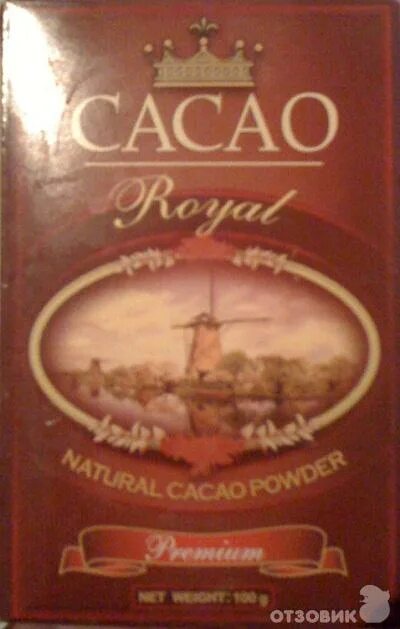 CACAO
Royal
NATURAL CACAO POWDER
Premium
NET WEIGHT: 100 g
ОТЗОВИК